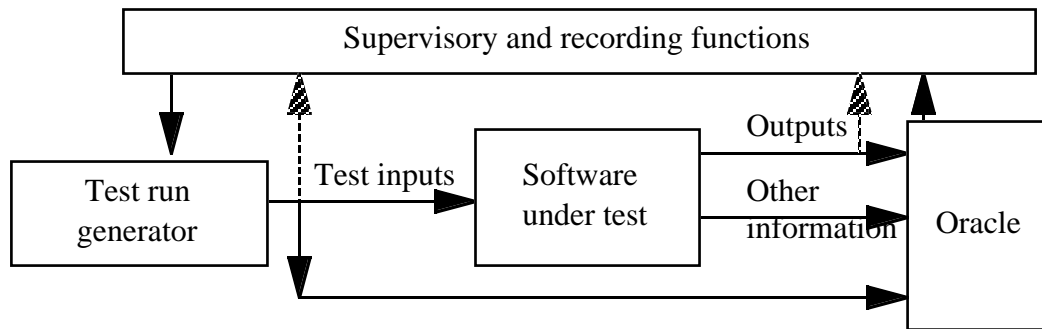 Supervisory and recording functions
Test run
generator
Test inputs
Software
under test
Outputs
Other
information
Oracle